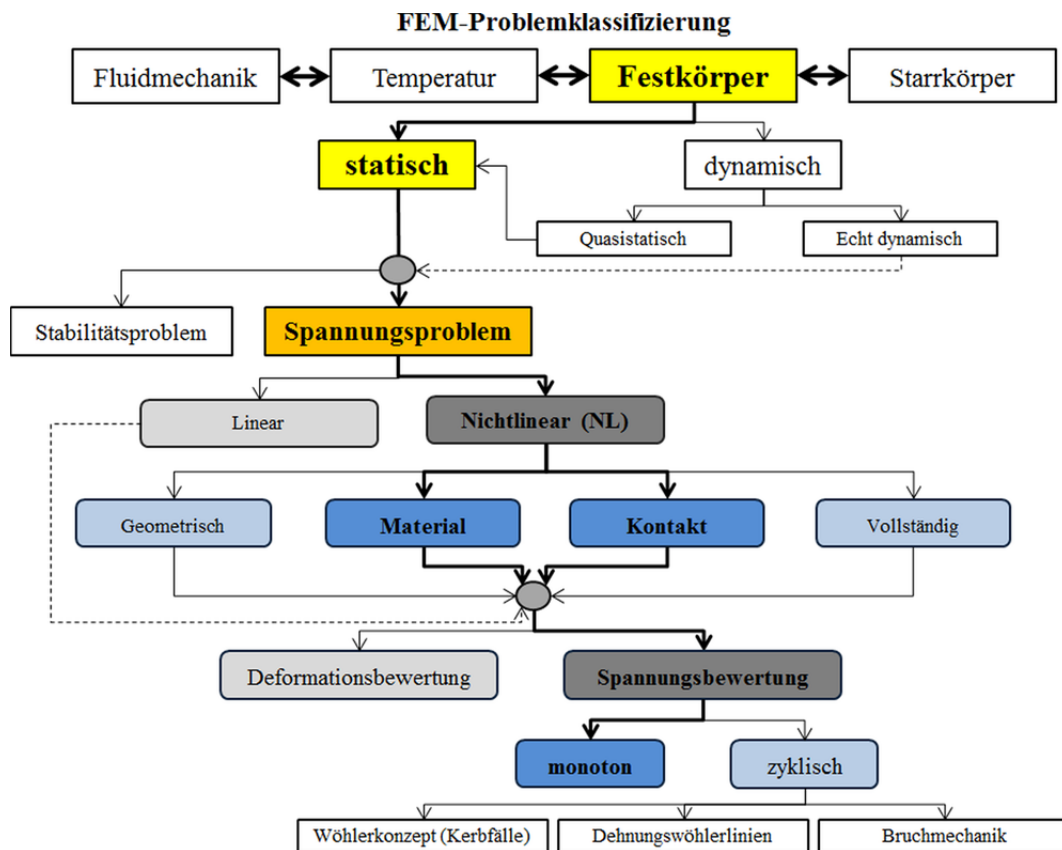 FEM-Problemklassifizierung
Fluidmechanik
Temperatur
Festkörper
Starrkörper
statisch
dynamisch
Quasistatisch
Echt dynamisch
Stabilitätsproblem
Spannungsproblem
Linear
Nichtlinear (NL)
Geometrisch
Material
Kontakt
Vollständig
Deformationsbewertung
Spannungsbewertung
monoton
zyklisch
Wöhlerkonzept (Kerbfälle)
Dehnungswöhlerlinien
Bruchmechanik